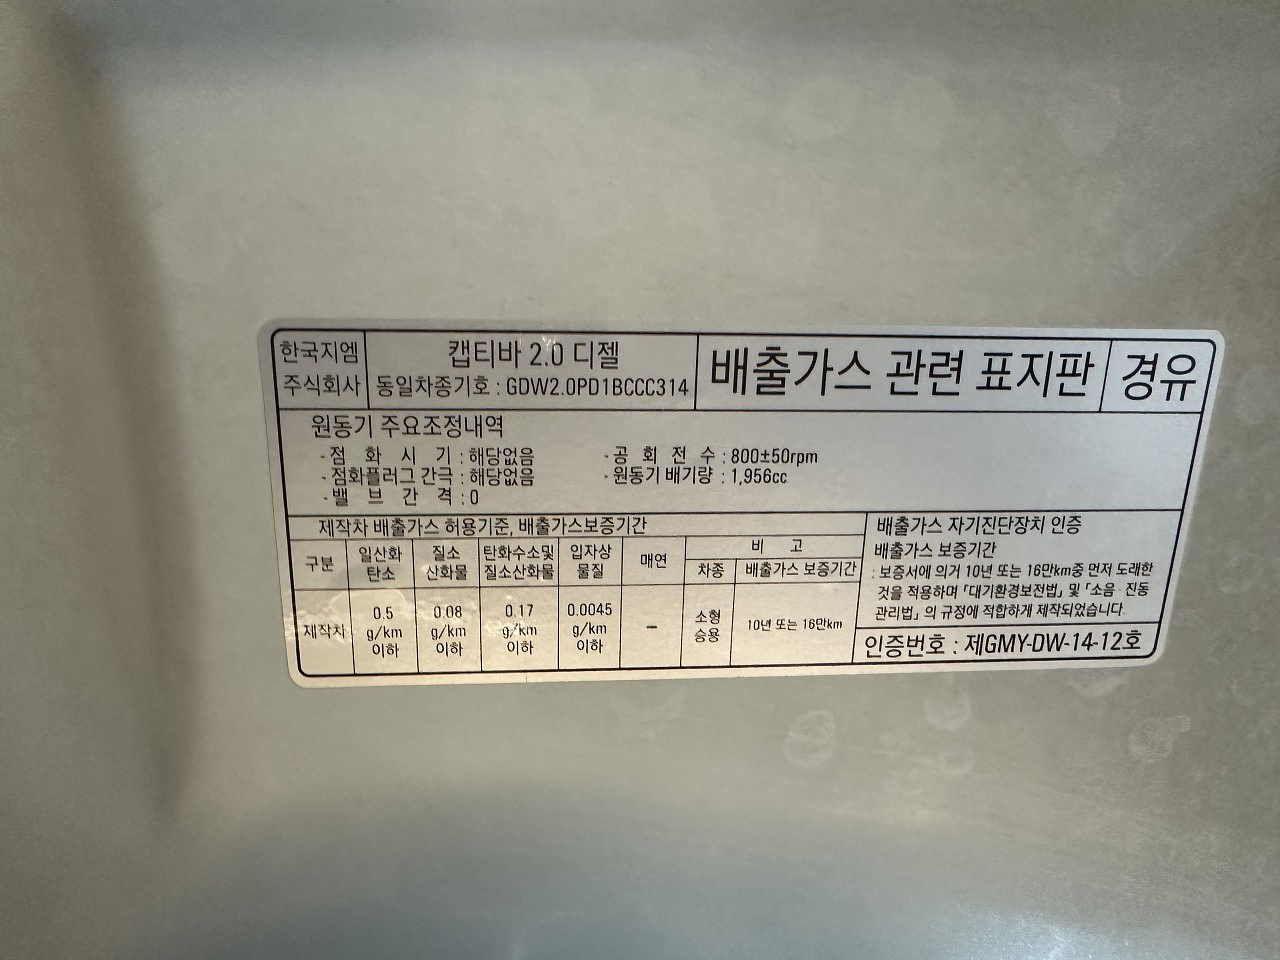 한국지엠
주식회사
캡티바 2.0 디젤
동일차종기호 : GDW2.0PD1BCCC314
배출가스 관련 표지판
경유
원동기 주요조정내역
- 점 화 시 기 : 해당없음
- 점화플러그 간극 : 해당없음
- 밸 브 간 격 : 0
- 공 회 전 수 : 800±50rpm
- 원동기 배기량 : 1,956cc
제작차 배출가스 허용기준, 배출가스보증기간
구분 일산화탄소 질소산화물 탄화수소및질소산화물 입자상물질 매연 비 고
차종 배출가스 보증기간
제작차 0.5 g/km 이하 0.08 g/km 이하 0.17 g/km 이하 0.0045 g/km 이하 – 소형승용 10년 또는 16만km
배출가스 자기진단장치 인증
배출가스 보증기간
: 보증서에 의거 10년 또는 16만km중 먼저 도래한
것을 적용하며 「대기환경보전법」 및 「소음·진동
관리법」 의 규정에 적합하게 제작되었습니다.
인증번호 : 제GMY-DW-14-12호